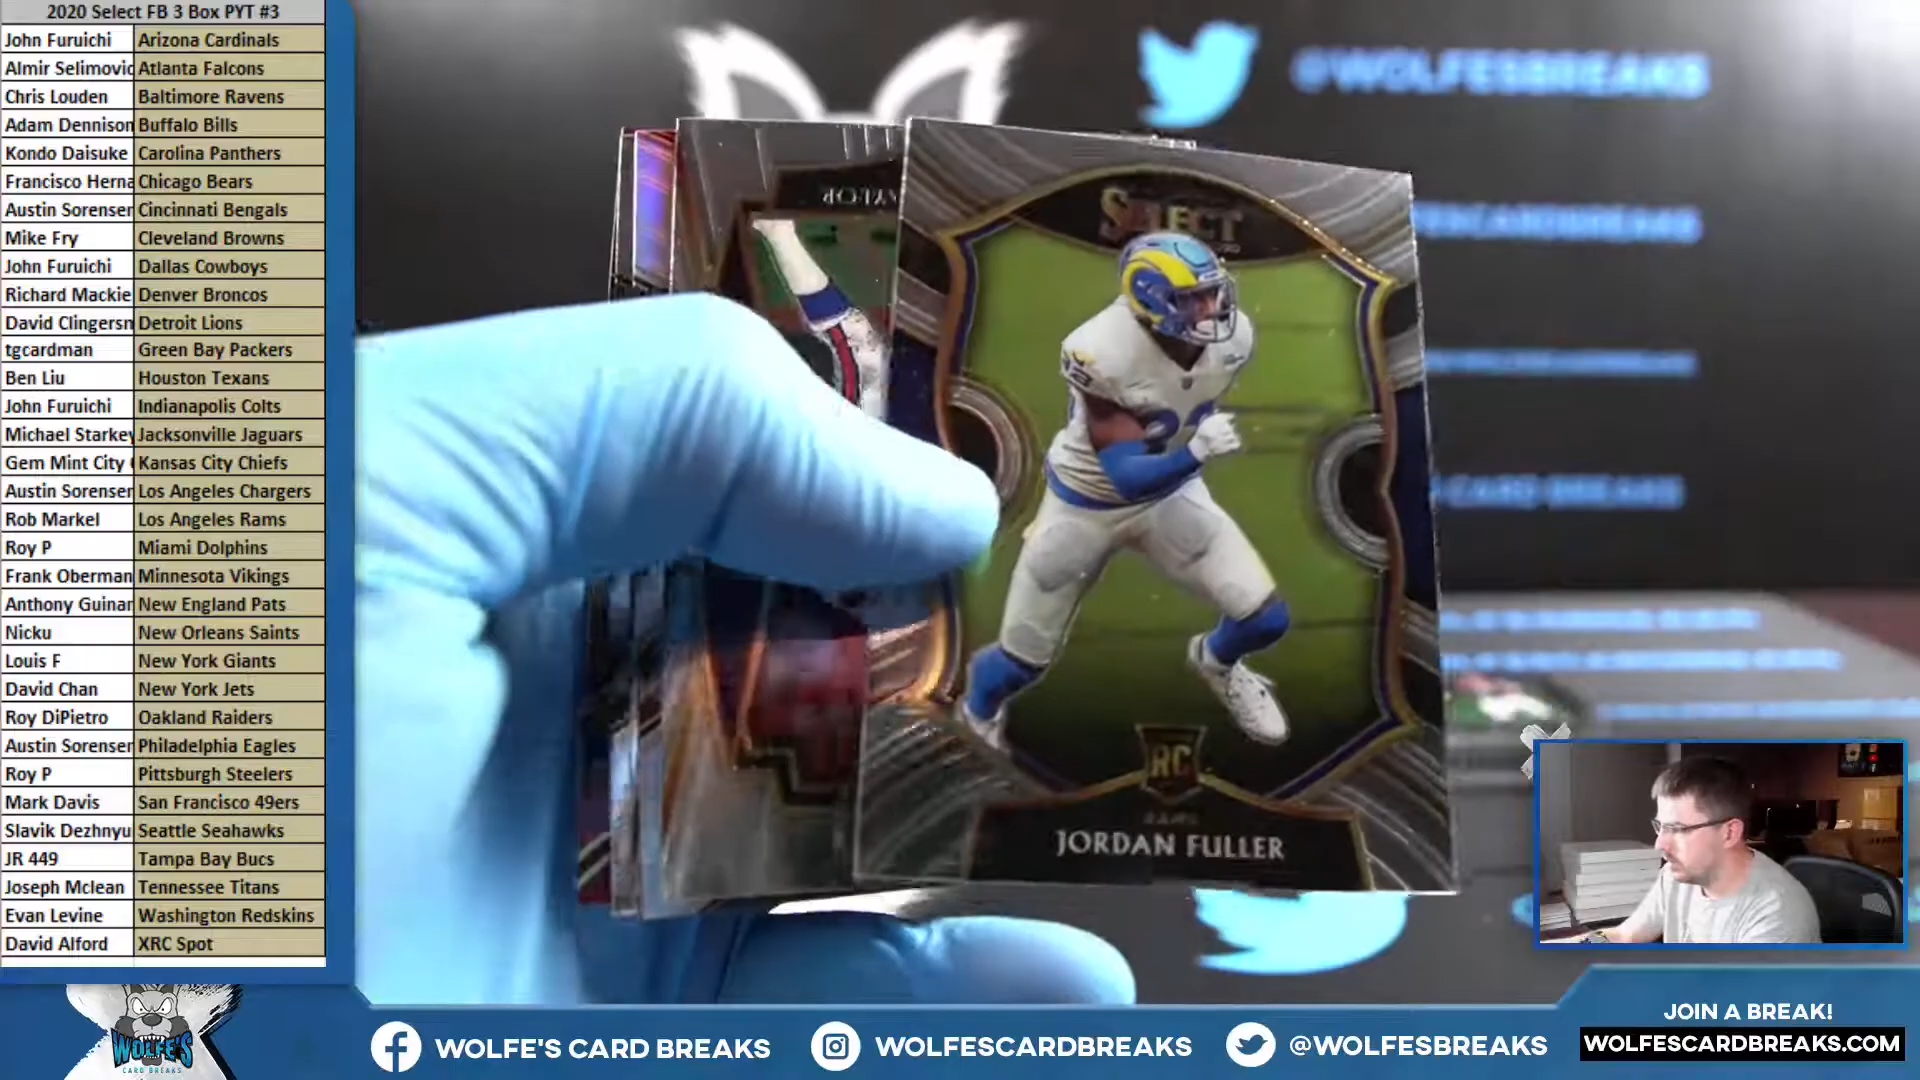 2020 Select FB 3 Box PYT #3
John Furuichi Arizona Cardinals
Almir Selimovic Atlanta Falcons
Chris Louden Baltimore Ravens
Adam Dennison Buffalo Bills
Kondo Daisuke Carolina Panthers
Francisco Herna Chicago Bears
Austin Sorensen Cincinnati Bengals
Mike Fry Cleveland Browns
John Furuichi Dallas Cowboys
Richard Mackie Denver Broncos
David Clingersm Detroit Lions
tgcardman Green Bay Packers
Ben Liu Houston Texans
John Furuichi Indianapolis Colts
Michael Starkey Jacksonville Jaguars
Gem Mint City Kansas City Chiefs
Austin Sorensen Los Angeles Chargers
Rob Markel Los Angeles Rams
Roy P Miami Dolphins
Frank Oberman Minnesota Vikings
Anthony Guinan New England Pats
Nicku New Orleans Saints
Louis F New York Giants
David Chan New York Jets
Roy DiPietro Oakland Raiders
Austin Sorensen Philadelphia Eagles
Roy P Pittsburgh Steelers
Mark Davis San Francisco 49ers
Slavik Dezhnyu Seattle Seahawks
JR 449 Tampa Bay Bucs
Joseph Mclean Tennessee Titans
Evan Levine Washington Redskins
David Alford XRC Spot
@WOLFESBREAKS
CARD BREAKS
SELECT
RC
RAMS
JORDAN FULLER
WOLFE'S
CARD BREAKS
WOLFE'S CARD BREAKS
WOLFESCARDBREAKS
@WOLFESBREAKS
JOIN A BREAK!
WOLFESCARDBREAKS.COM